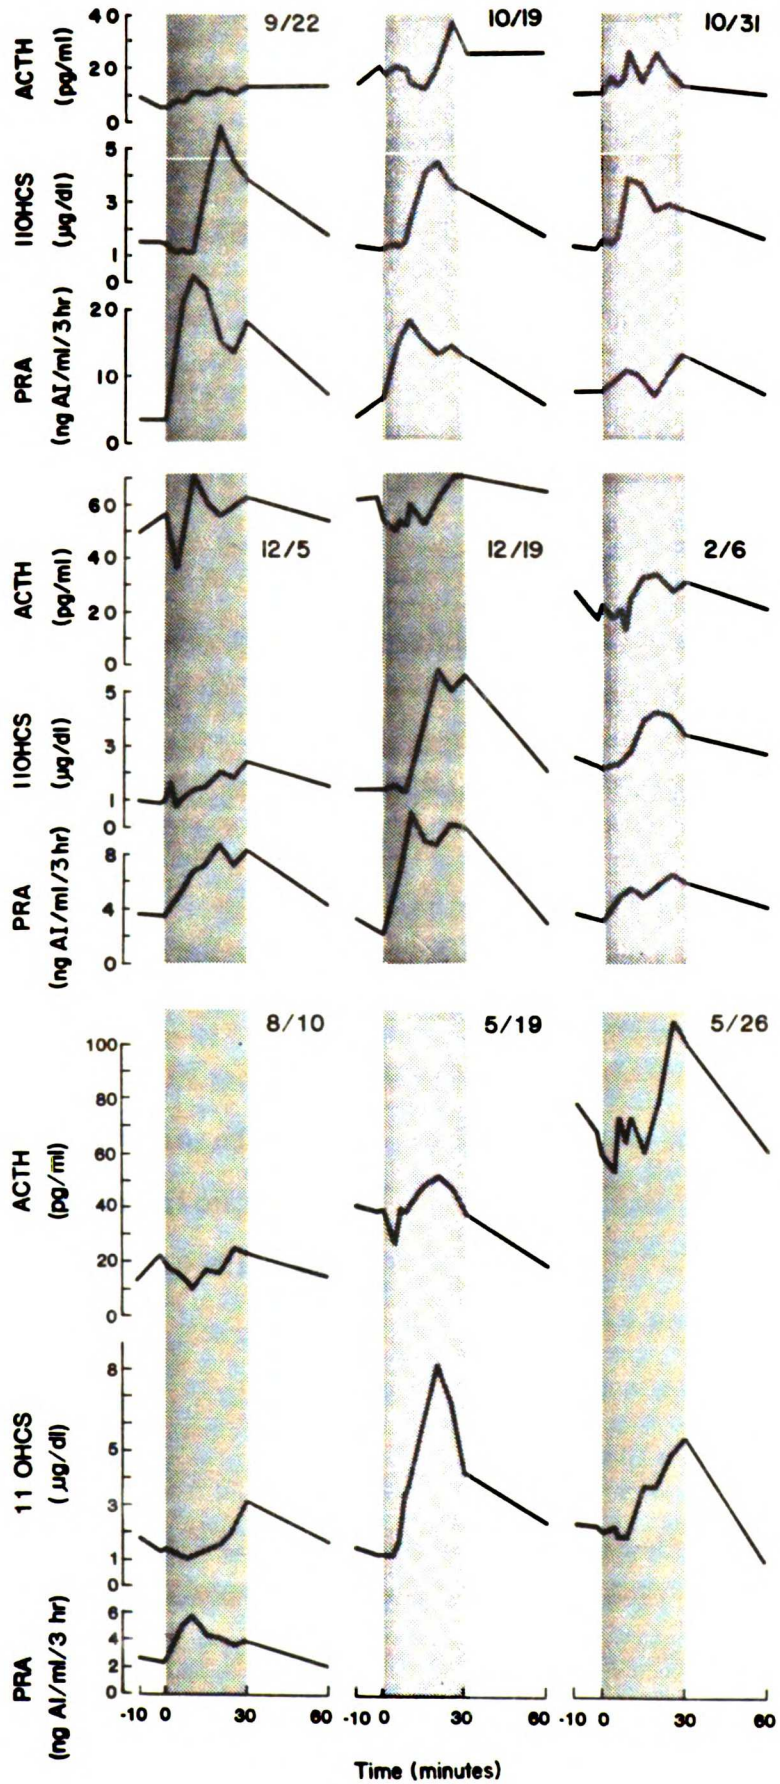 9/22
10/19
10/31
ACTH
(pg/ml)
40
20
0
11OHCS
(µg/dl)
5
3
1
0
PRA
(ng AI/ml/3hr)
20
10
0
12/5
12/19
2/6
ACTH
(pg/ml)
60
40
20
0
11OHCS
(µg/dl)
5
3
1
0
PRA
(ng AI/ml/3hr)
8
4
0
8/10
5/19
5/26
ACTH
(pg/ml)
100
80
60
40
20
0
11 OHCS
(µg/dl)
8
5
3
1
0
PRA
(ng AI/ml/3 hr)
6
4
2
0
-10 0 30 60
-10 0 30 60
-10 0 30 60
Time (minutes)